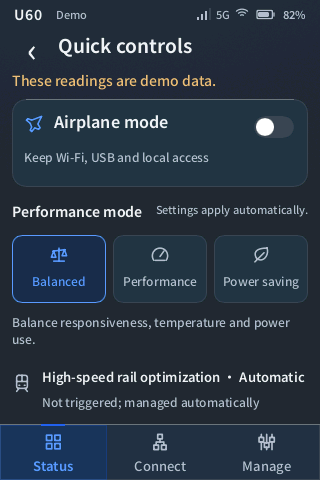 U60 Demo 5G 82%
Quick controls
These readings are demo data.
Airplane mode
Keep Wi-Fi, USB and local access
Performance mode Settings apply automatically.
Balanced Performance Power saving
Balance responsiveness, temperature and power
use.
High-speed rail optimization · Automatic
Not triggered; managed automatically
Status Connect Manage